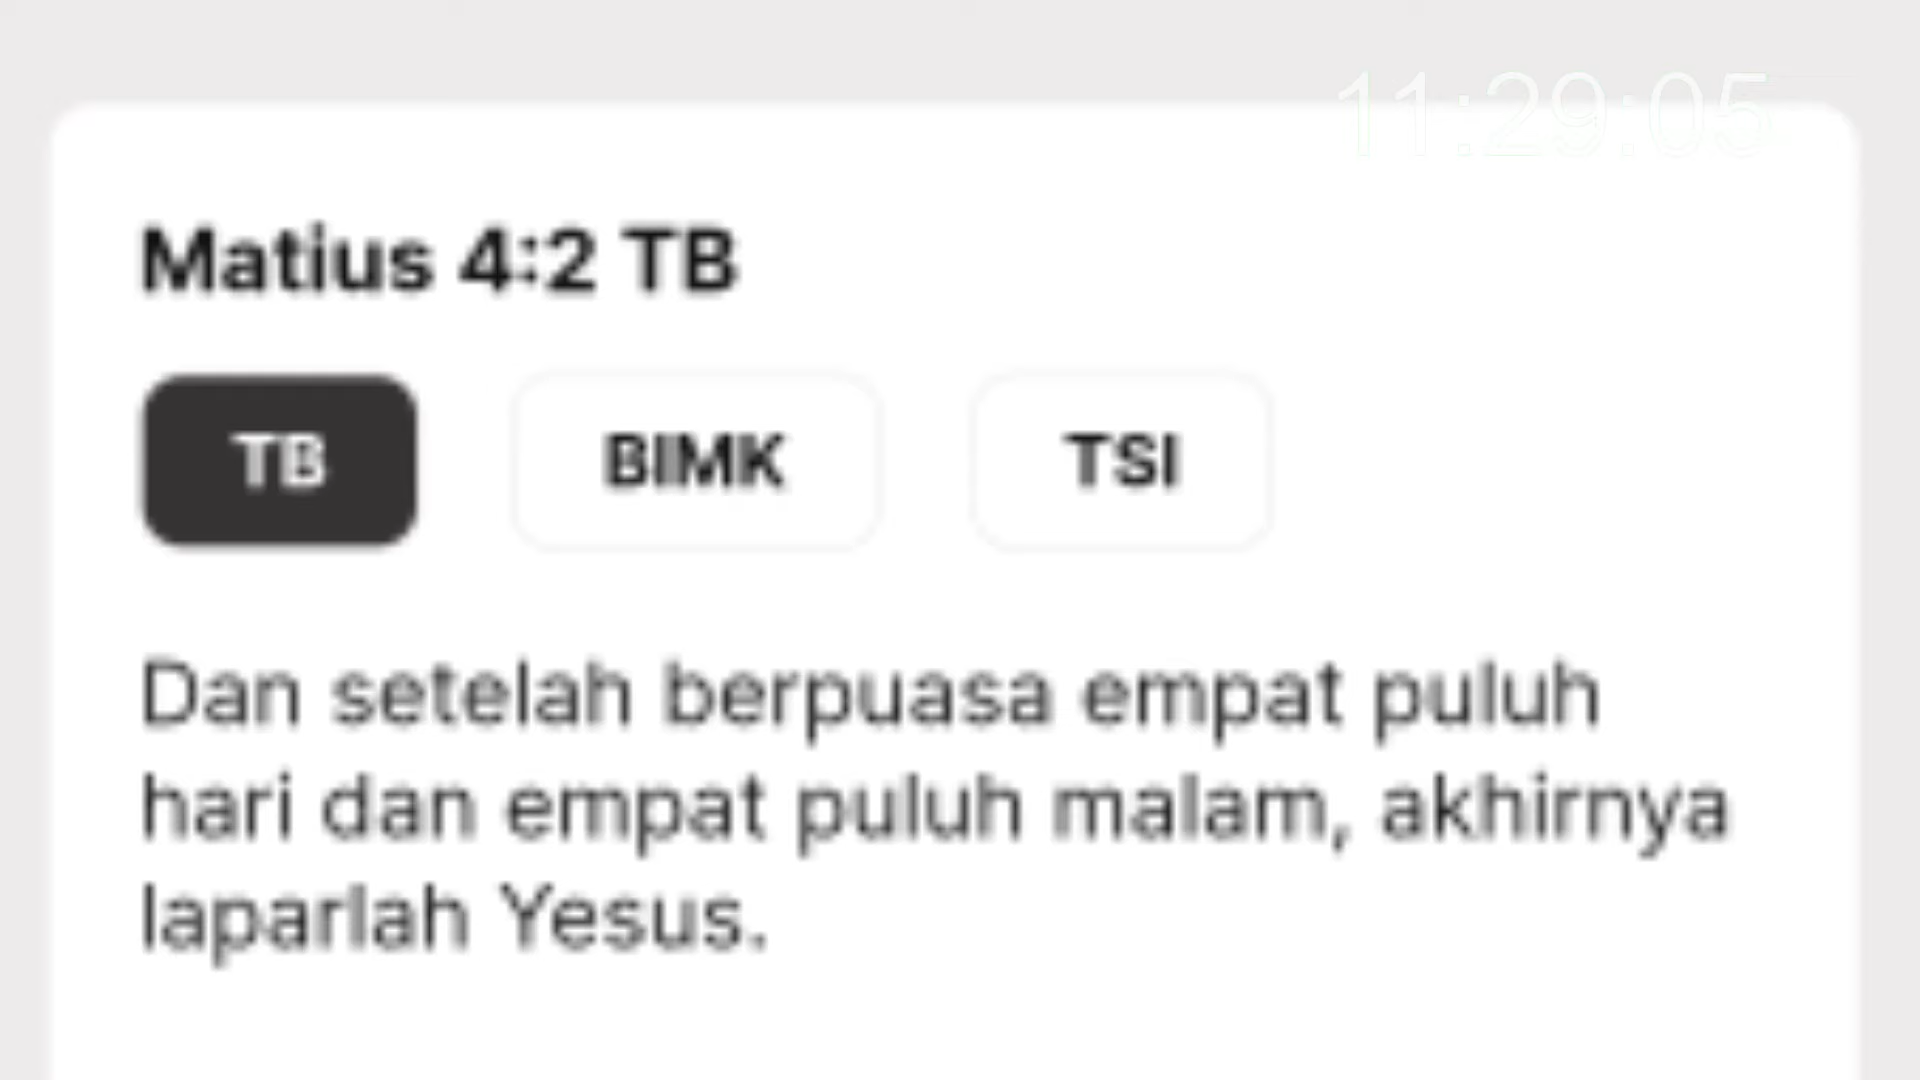 11:29:05
Matius 4:2 TB
TB BIMK TSI
Dan setelah berpuasa empat puluh
hari dan empat puluh malam, akhirnya
laparlah Yesus.